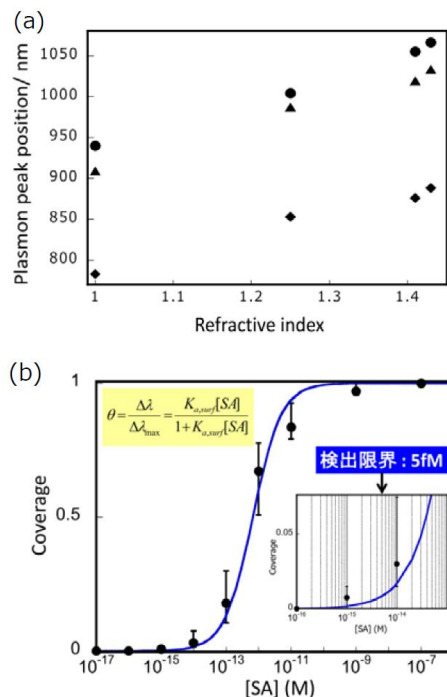 (a)
Plasmon peak position/ nm
1050
1000
950
900
850
800
1
1.1
1.2
1.3
1.4
Refractive index
(b)
Coverage
1
0.5
0
θ = Δλ / Δλmax = Ka,surf[SA] / 1 + Ka,surf[SA]
検出限界 : 5fM
Coverage
0.05
0
10⁻¹⁶
10⁻¹⁵
10⁻¹⁴
[SA] (M)
10⁻¹⁷
10⁻¹⁵
10⁻¹³
10⁻¹¹
10⁻⁹
10⁻⁷
[SA] (M)